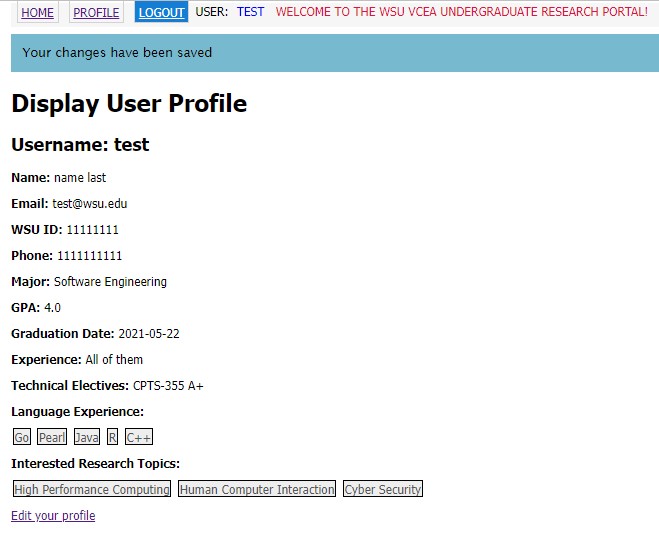 HOME PROFILE LOGOUT USER: TEST WELCOME TO THE WSU VCEA UNDERGRADUATE RESEARCH PORTAL!
Your changes have been saved
Display User Profile
Username: test
Name: name last
Email: test@wsu.edu
WSU ID: 11111111
Phone: 1111111111
Major: Software Engineering
GPA: 4.0
Graduation Date: 2021-05-22
Experience: All of them
Technical Electives: CPTS-355 A+
Language Experience:
Go Pearl Java R C++
Interested Research Topics:
High Performance Computing Human Computer Interaction Cyber Security
Edit your profile